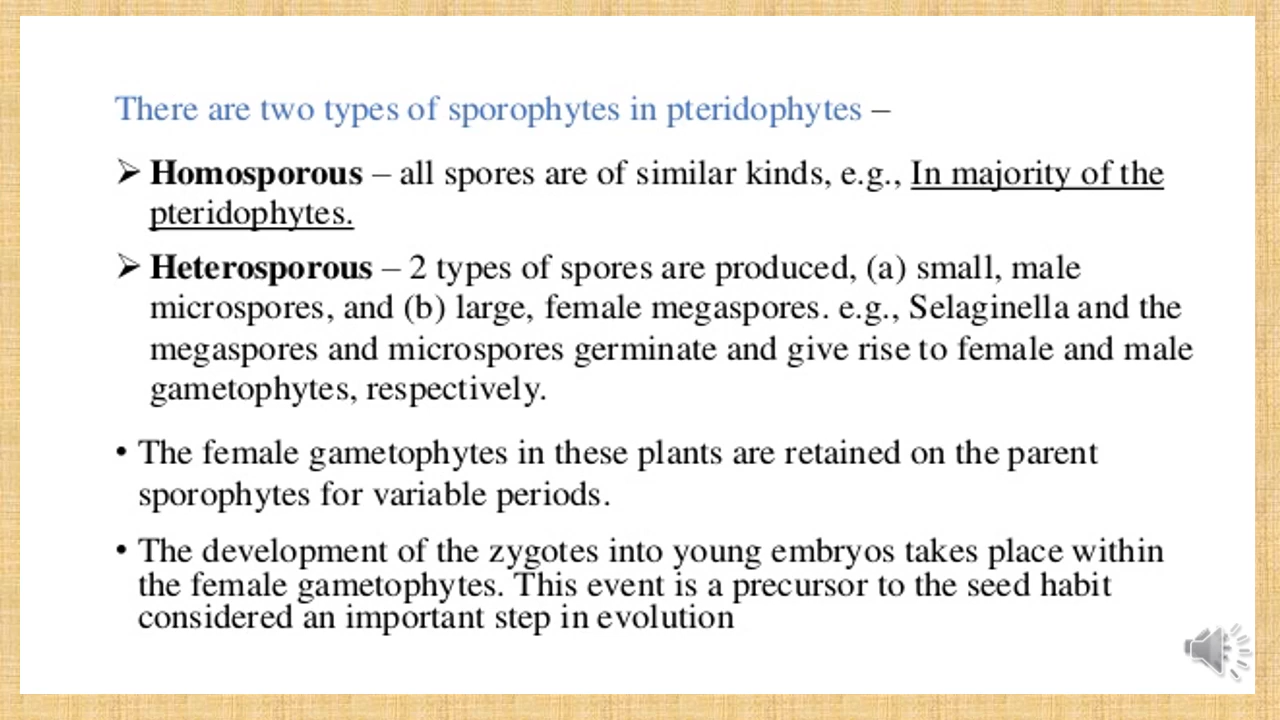 There are two types of sporophytes in pteridophytes –
➢ Homosporous – all spores are of similar kinds, e.g., In majority of the
pteridophytes.
➢ Heterosporous – 2 types of spores are produced, (a) small, male
microspores, and (b) large, female megaspores. e.g., Selaginella and the
megaspores and microspores germinate and give rise to female and male
gametophytes, respectively.
• The female gametophytes in these plants are retained on the parent
sporophytes for variable periods.
• The development of the zygotes into young embryos takes place within
the female gametophytes. This event is a precursor to the seed habit
considered an important step in evolution